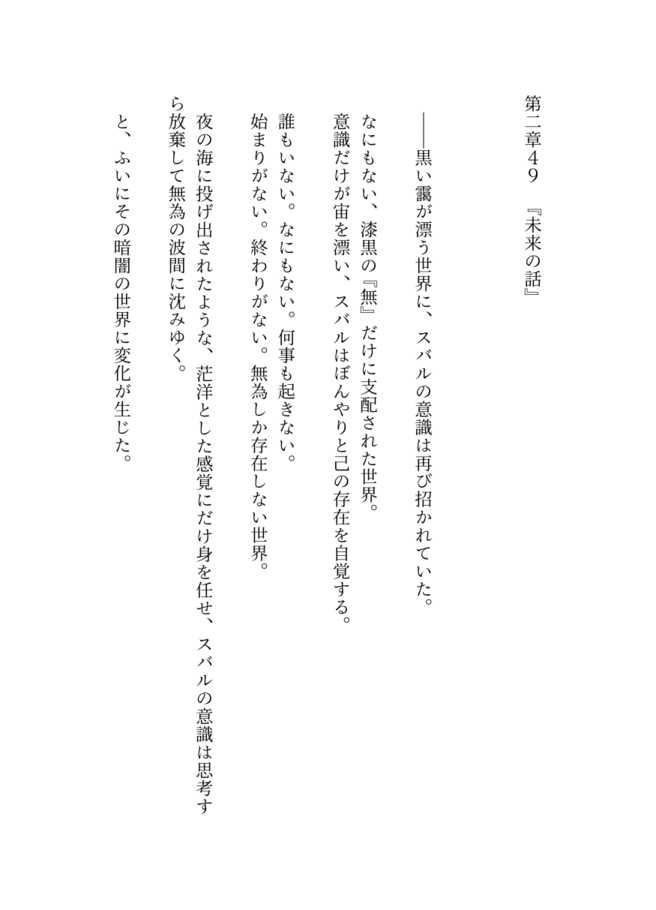 第二章49　『未来の話』
――黒い靄が漂う世界に、スバルの意識は再び招かれていた。
なにもない、漆黒の『無』だけに支配された世界。
意識だけが宙を漂い、スバルはぼんやりと己の存在を自覚する。
誰もいない。なにもない。何事も起きない。
始まりがない。終わりがない。無為しか存在しない世界。
夜の海に投げ出されたような、茫洋とした感覚にだけ身を任せ、スバルの意識は思考す
ら放棄して無為の波間に沈みゆく。
と、ふいにその暗闇の世界に変化が生じた。